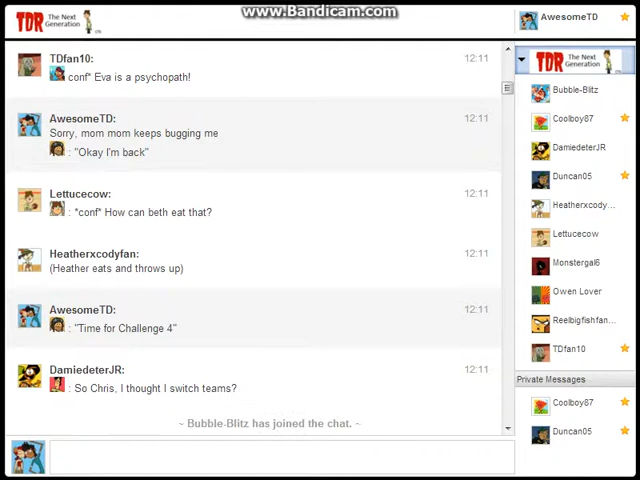 www.Bandicam.com
TDR The Next Generation
AwesomeTD
TDfan10:
12:11
conf* Eva is a psychopath!
AwesomeTD:
12:11
Sorry, mom mom keeps bugging me
: "Okay I'm back"
Lettucecow:
12:11
: *conf* How can beth eat that?
Heatherxcodyfan:
12:11
(Heather eats and throws up)
AwesomeTD:
12:11
: "Time for Challenge 4"
DamiedeterJR:
12:11
: So Chris, I thought I switch teams?
~ Bubble-Blitz has joined the chat. ~
TDR The Next Generation
Bubble-Blitz
Coolboy87
DamiedeterJR
Duncan05
Heatherxcody...
Lettucecow
Monstergal6
Owen Lover
Reelbigfishfan...
TDfan10
Private Messages
Coolboy87
Duncan05